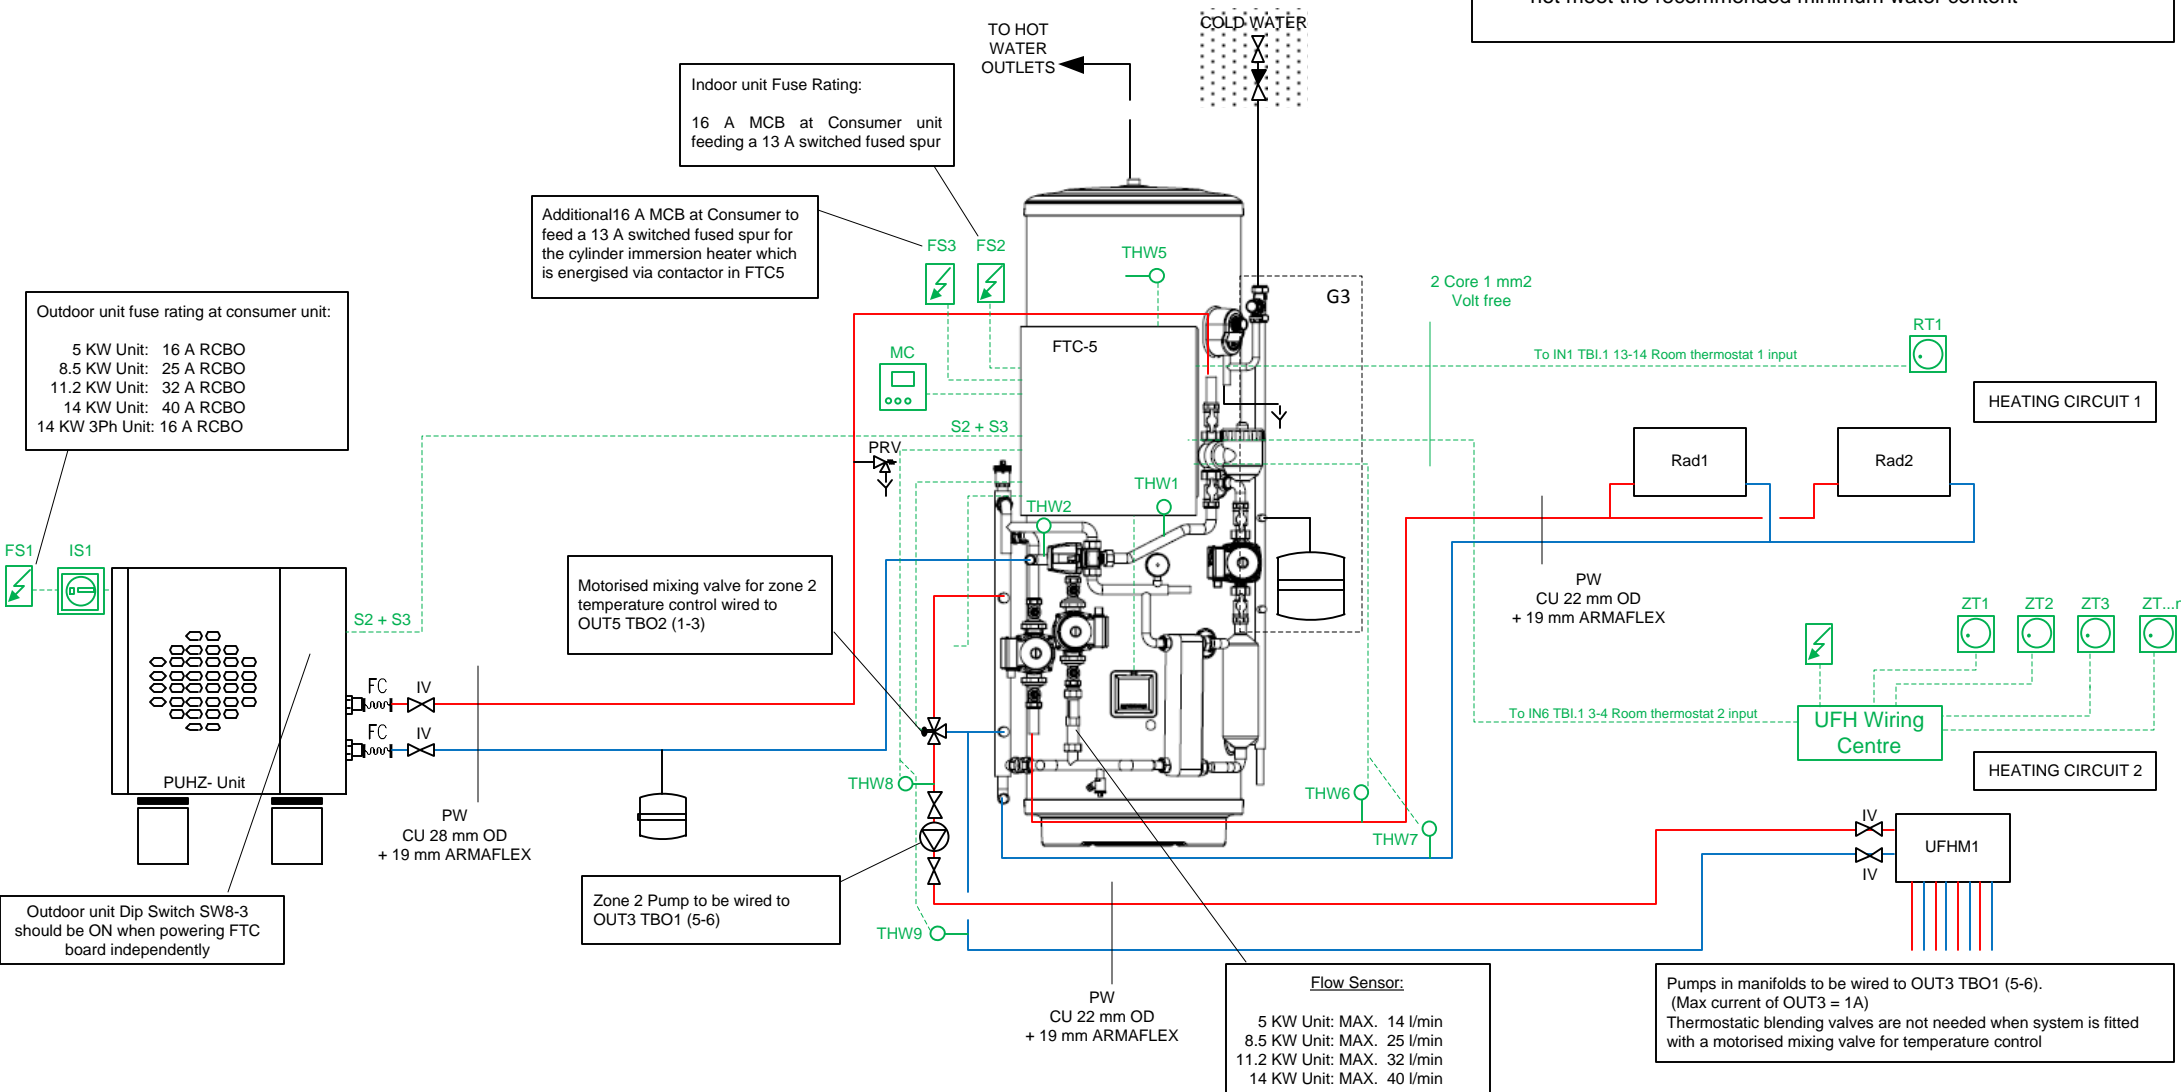 not meet the recommended minimum water content
COLD WATER
TO HOT
WATER
OUTLETS
Indoor unit Fuse Rating:
16 A MCB at Consumer unit
feeding a 13 A switched fused spur
Additional16 A MCB at Consumer to
feed a 13 A switched fused spur for
the cylinder immersion heater which
is energised via contactor in FTC5
FS3
FS2
THW5
G3
2 Core 1 mm2
Volt free
Outdoor unit fuse rating at consumer unit:
5 KW Unit: 16 A RCBO
8.5 KW Unit: 25 A RCBO
11.2 KW Unit: 32 A RCBO
14 KW Unit: 40 A RCBO
14 KW 3Ph Unit: 16 A RCBO
MC
FTC-5
To IN1 TBI.1 13-14 Room thermostat 1 input
RT1
HEATING CIRCUIT 1
S2 + S3
PRV
Rad1
Rad2
THW1
THW2
FS1
IS1
Motorised mixing valve for zone 2
temperature control wired to
OUT5 TBO2 (1-3)
PW
CU 22 mm OD
+ 19 mm ARMAFLEX
ZT1
ZT2
ZT3
S2 + S3
FC
IV
FC
IV
To IN6 TBI.1 3-4 Room thermostat 2 input
UFH Wiring
Centre
HEATING CIRCUIT 2
PUHZ- Unit
THW8
THW6
THW7
PW
CU 28 mm OD
+ 19 mm ARMAFLEX
IV
UFHM1
IV
Outdoor unit Dip Switch SW8-3
should be ON when powering FTC
board independently
Zone 2 Pump to be wired to
OUT3 TBO1 (5-6)
THW9
PW
CU 22 mm OD
+ 19 mm ARMAFLEX
Flow Sensor:
5 KW Unit: MAX. 14 l/min
8.5 KW Unit: MAX. 25 l/min
11.2 KW Unit: MAX. 32 l/min
14 KW Unit: MAX. 40 l/min
Pumps in manifolds to be wired to OUT3 TBO1 (5-6).
(Max current of OUT3 = 1A)
Thermostatic blending valves are not needed when system is fitted
with a motorised mixing valve for temperature control